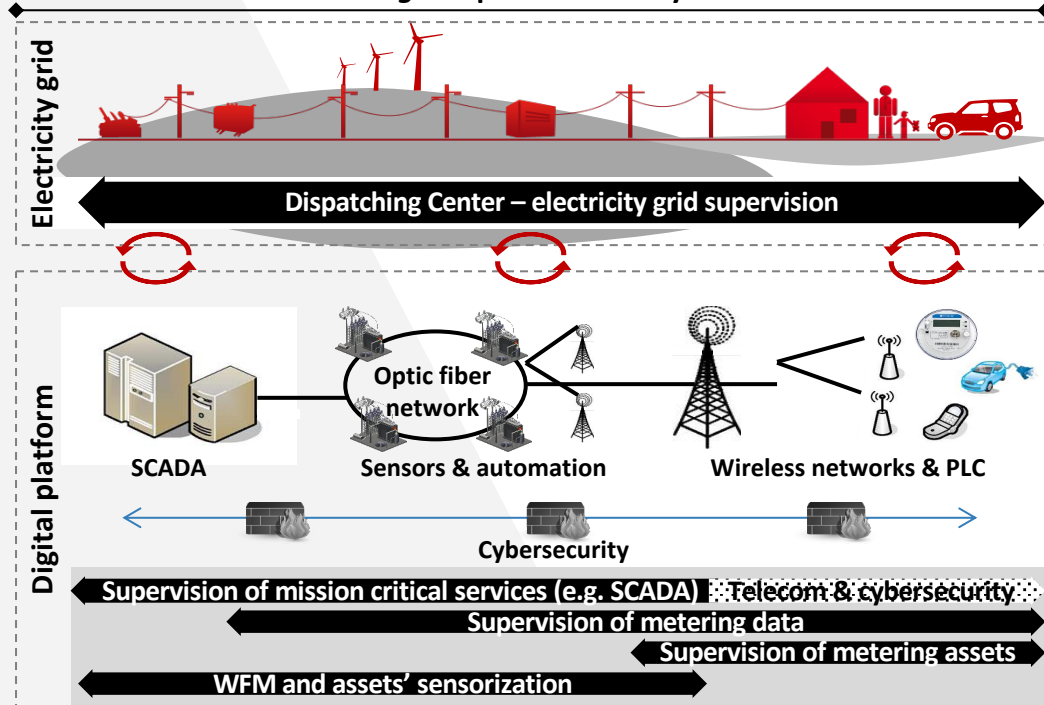 Electricity grid
Dispatching Center – electricity grid supervision
Digital platform
Optic fiber
network
SCADA
Sensors & automation
Wireless networks & PLC
Cybersecurity
Supervision of mission critical services (e.g. SCADA)
Telecom & cybersecurity
Supervision of metering data
Supervision of metering assets
WFM and assets’ sensorization